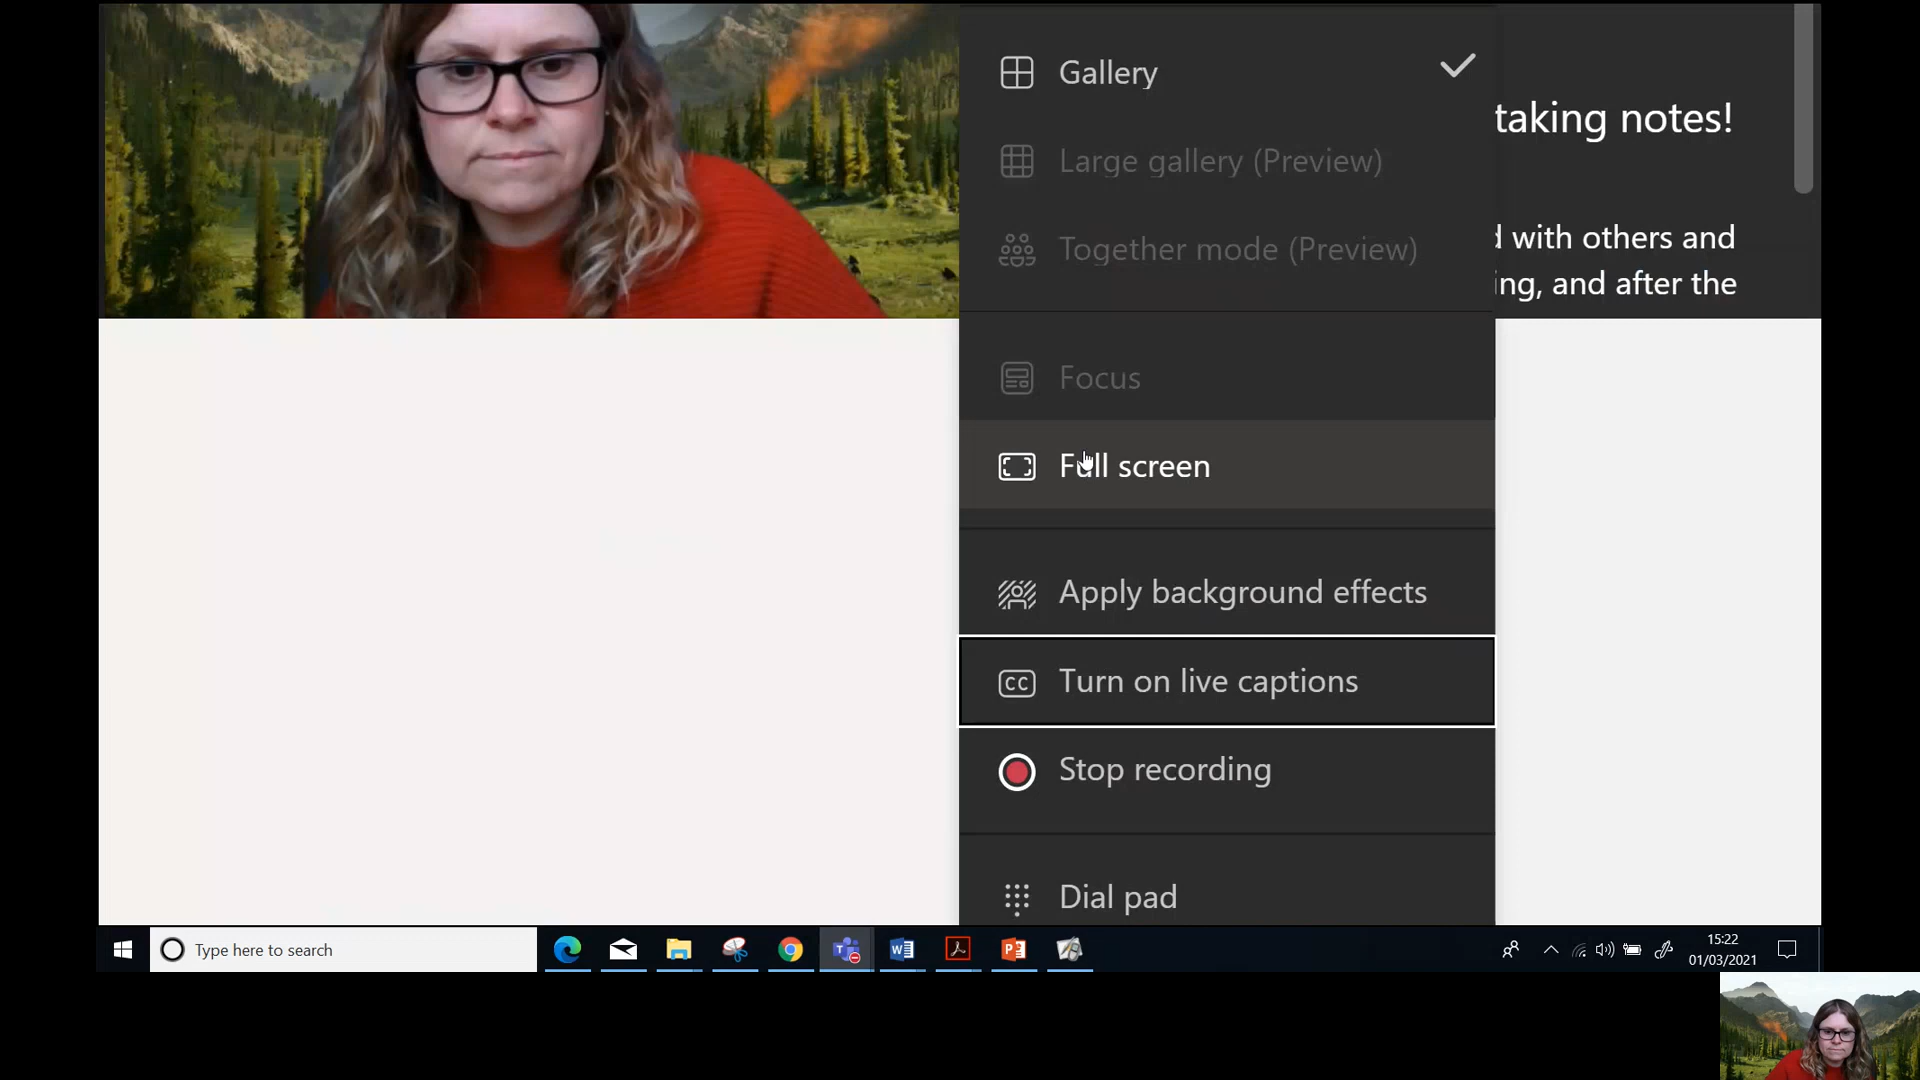 Gallery
taking notes!
Large gallery (Preview)
with others and
Together mode (Preview)
ing, and after the
Focus
Full screen
Apply background effects
CC Turn on live captions
Stop recording
Dial pad
Type here to search
15:22
01/03/2021